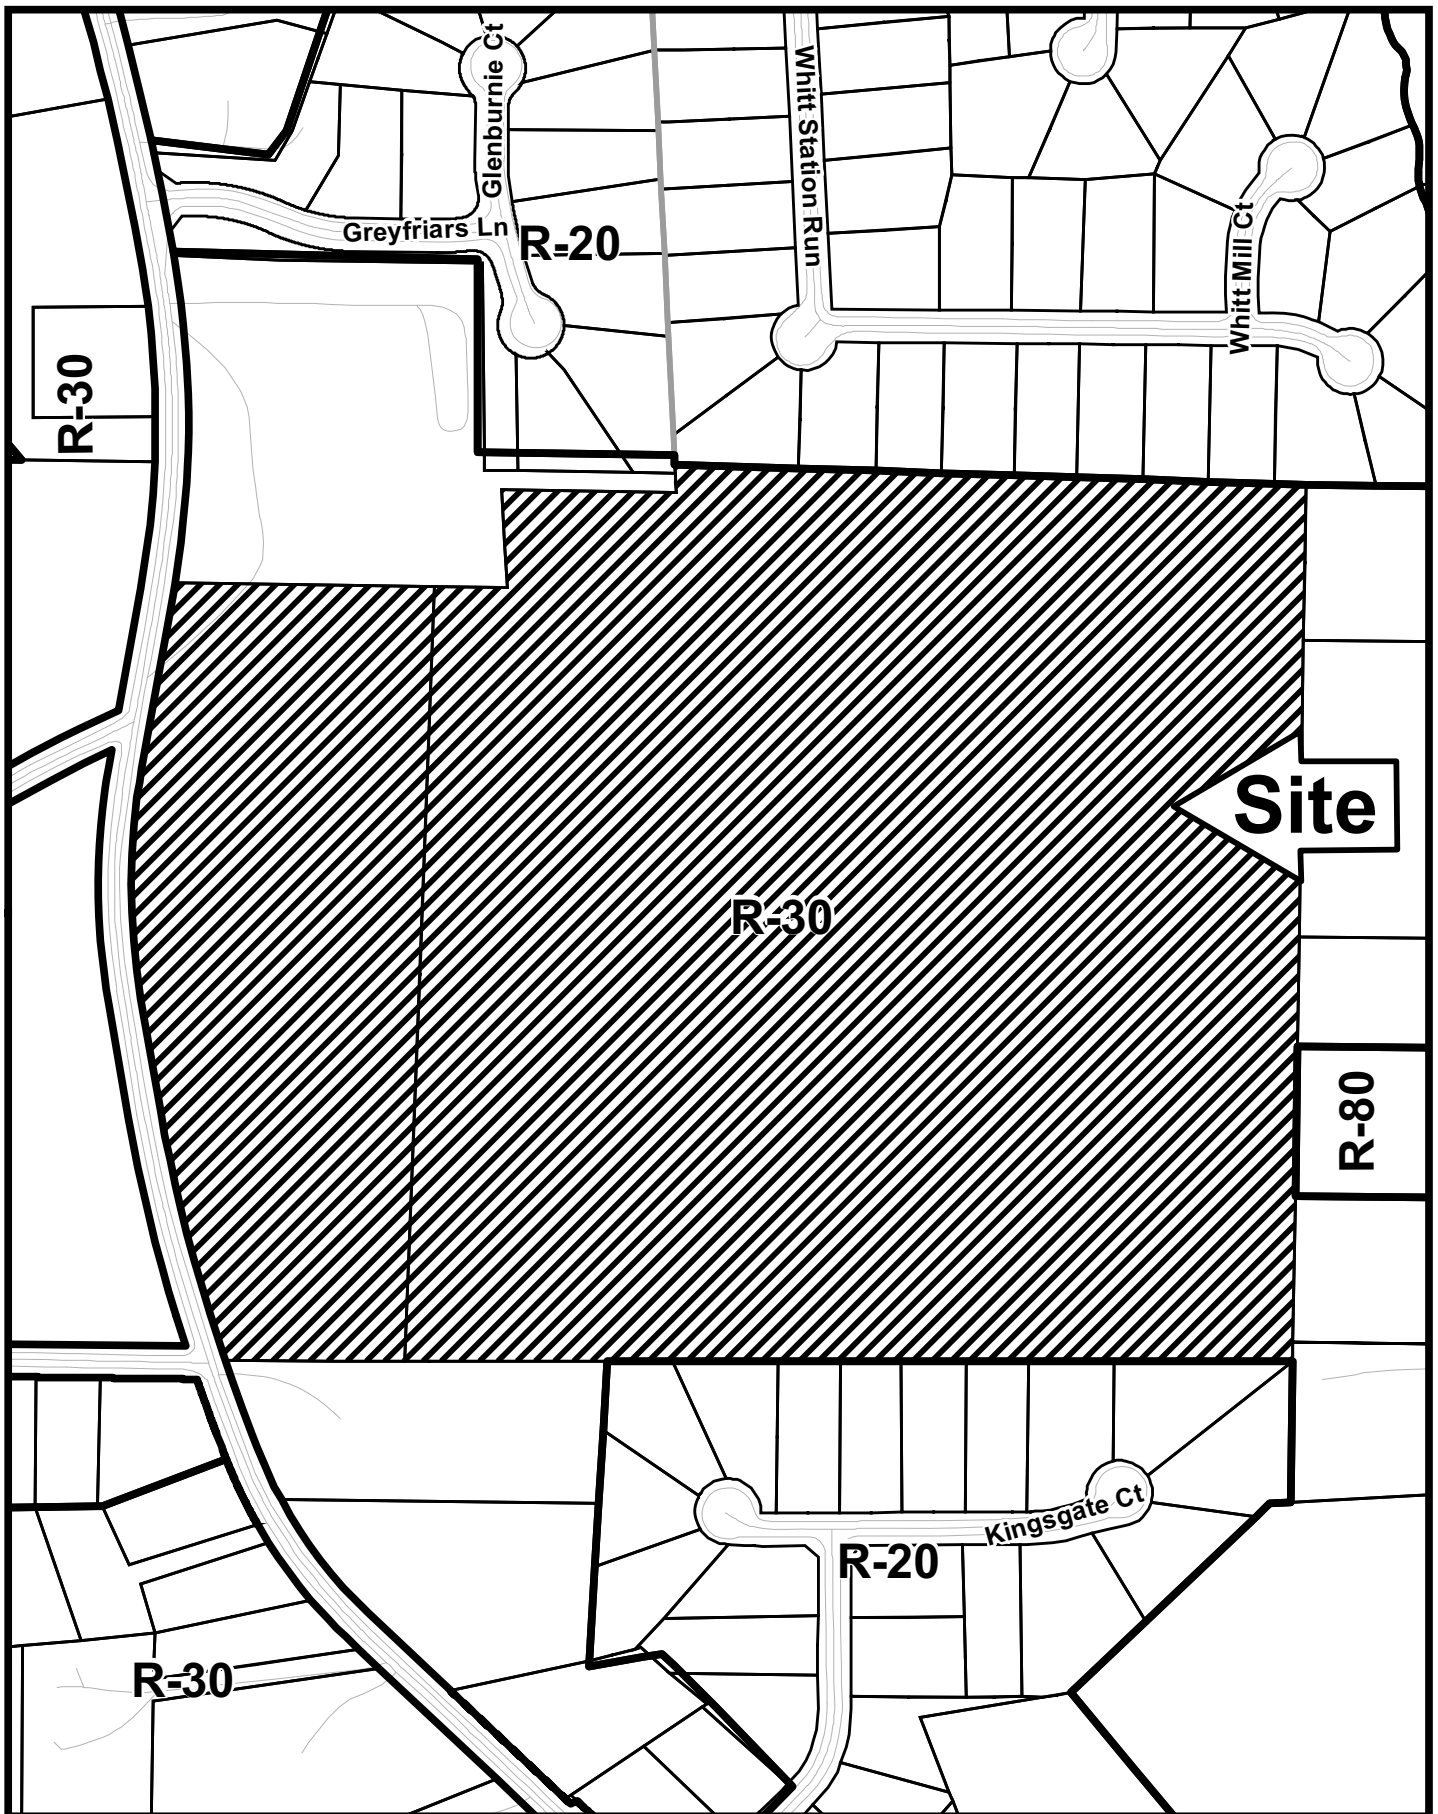 Glenburnie Ct
Whitt Station Run
Greyfriars Ln
R-20
Whitt Mill Ct
R-30
Site
R-30
R-80
Kingsgate Ct
R-20
R-30